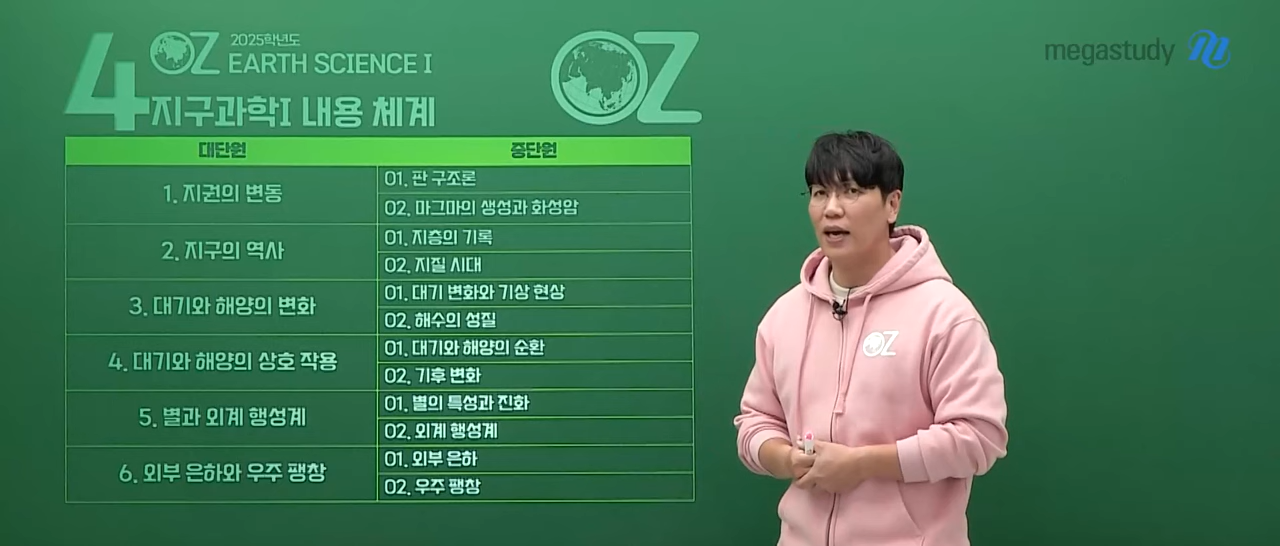 megastudy
4
OZ
2025학년도
EARTH SCIENCE I
지구과학I 내용 체계
OZ
대단원 중단원
1. 지권의 변동
01. 판 구조론
02. 마그마의 생성과 화성암
2. 지구의 역사
01. 지층의 기록
02. 지질 시대
3. 대기와 해양의 변화
01. 대기 변화와 기상 현상
02. 해수의 성질
4. 대기와 해양의 상호 작용
01. 대기와 해양의 순환
02. 기후 변화
5. 별과 외계 행성계
01. 별의 특성과 진화
02. 외계 행성계
6. 외부 은하와 우주 팽창
01. 외부 은하
02. 우주 팽창
OZ